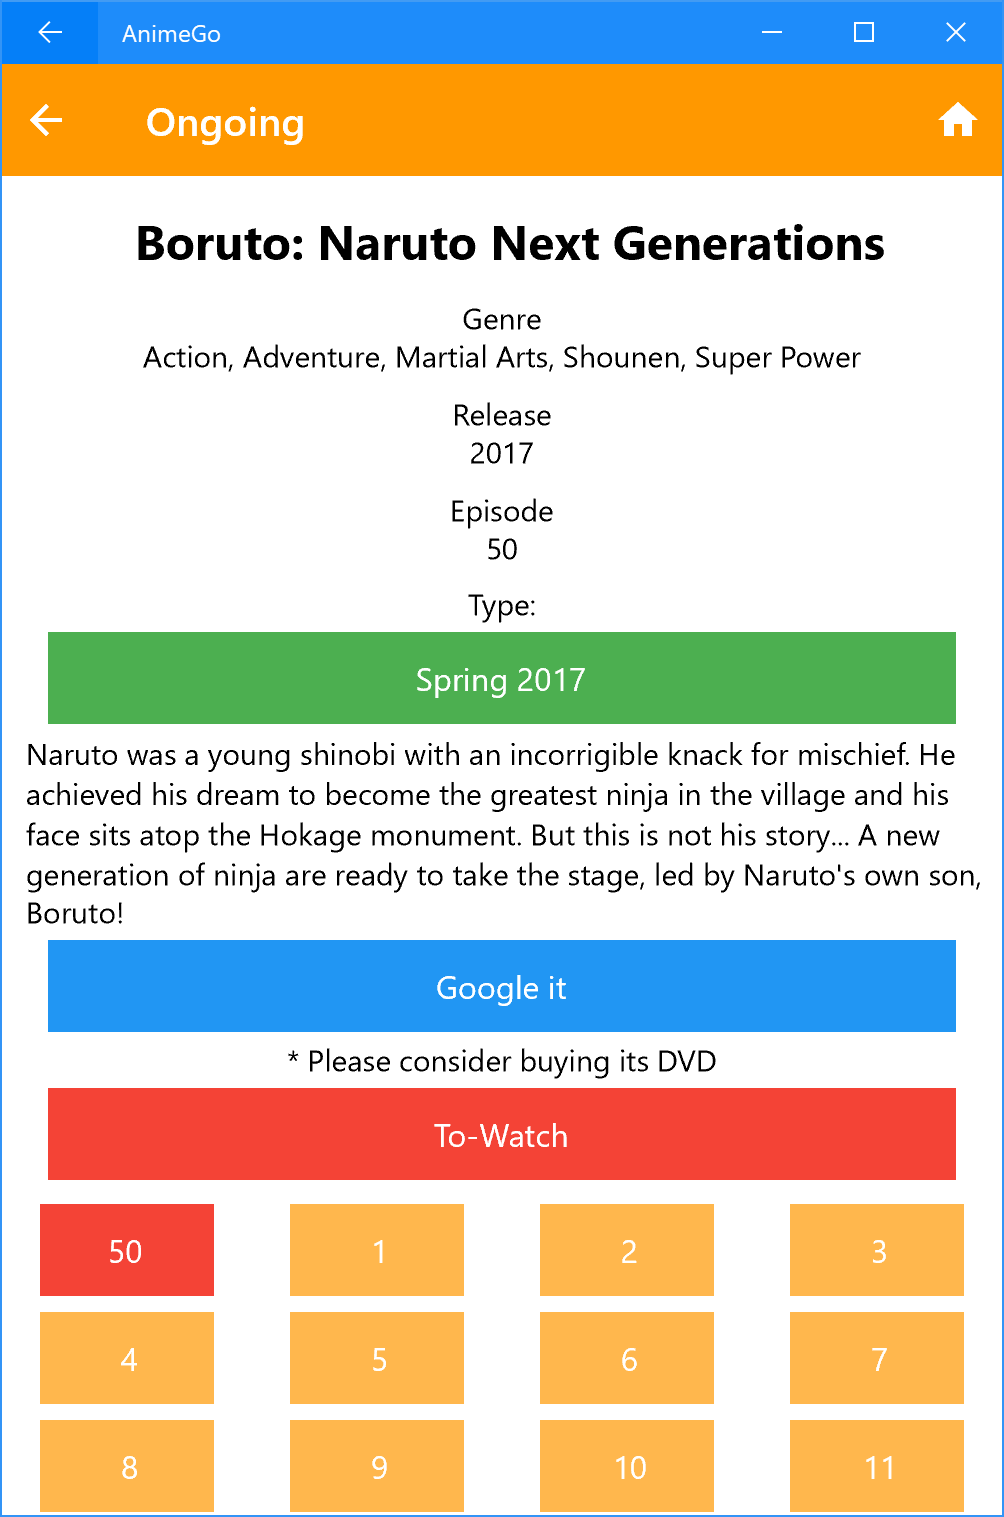 AnimeGo
Ongoing
Boruto: Naruto Next Generations
Genre
Action, Adventure, Martial Arts, Shounen, Super Power
Release
2017
Episode
50
Type:
Spring 2017
Naruto was a young shinobi with an incorrigible knack for mischief. He
achieved his dream to become the greatest ninja in the village and his
face sits atop the Hokage monument. But this is not his story... A new
generation of ninja are ready to take the stage, led by Naruto's own son,
Boruto!
Google it
* Please consider buying its DVD
To-Watch
50 1 2 3
4 5 6 7
8 9 10 11